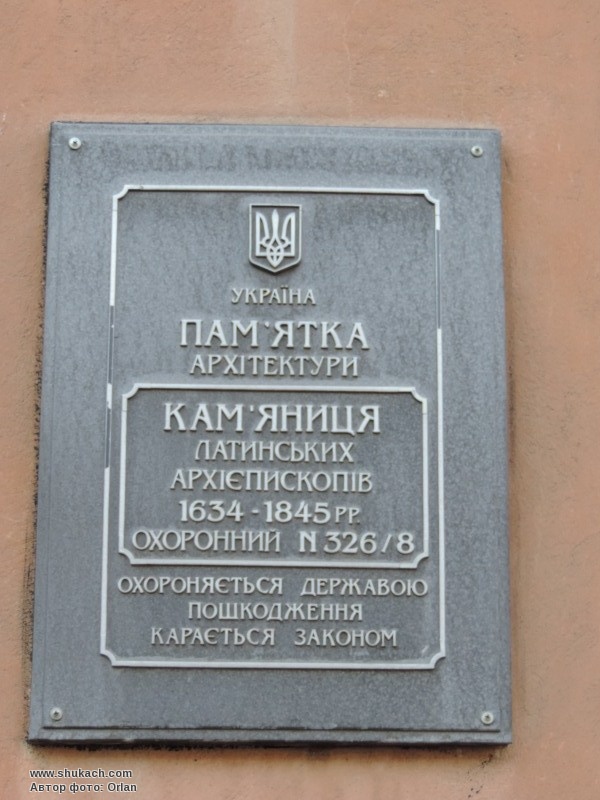 УКРАЇНА
ПАМ'ЯТКА
АРХІТЕКТУРИ
КАМ'ЯНИЦЯ
ЛАТИНСЬКИХ
АРХІЄПИСКОПІВ
1634 - 1845 РР.
ОХОРОННИЙ N 326/8
ОХОРОНЯЄТЬСЯ ДЕРЖАВОЮ
ПОШКОДЖЕННЯ
КАРАЄТЬСЯ ЗАКОНОМ
www.shukach.com
Автор фото: Orlan